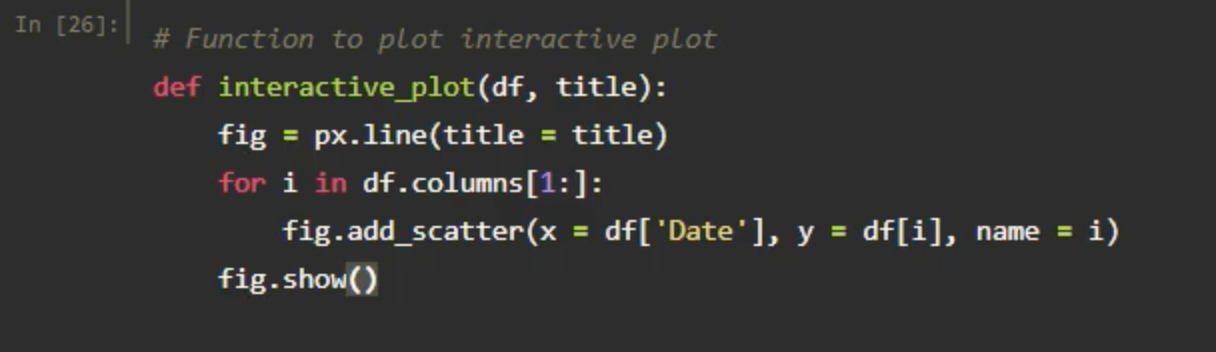 In [26]:
# Function to plot interactive plot
def interactive_plot(df, title):
    fig = px.line(title = title)
    for i in df.columns[1:]:
        fig.add_scatter(x = df['Date'], y = df[i], name = i)
    fig.show()